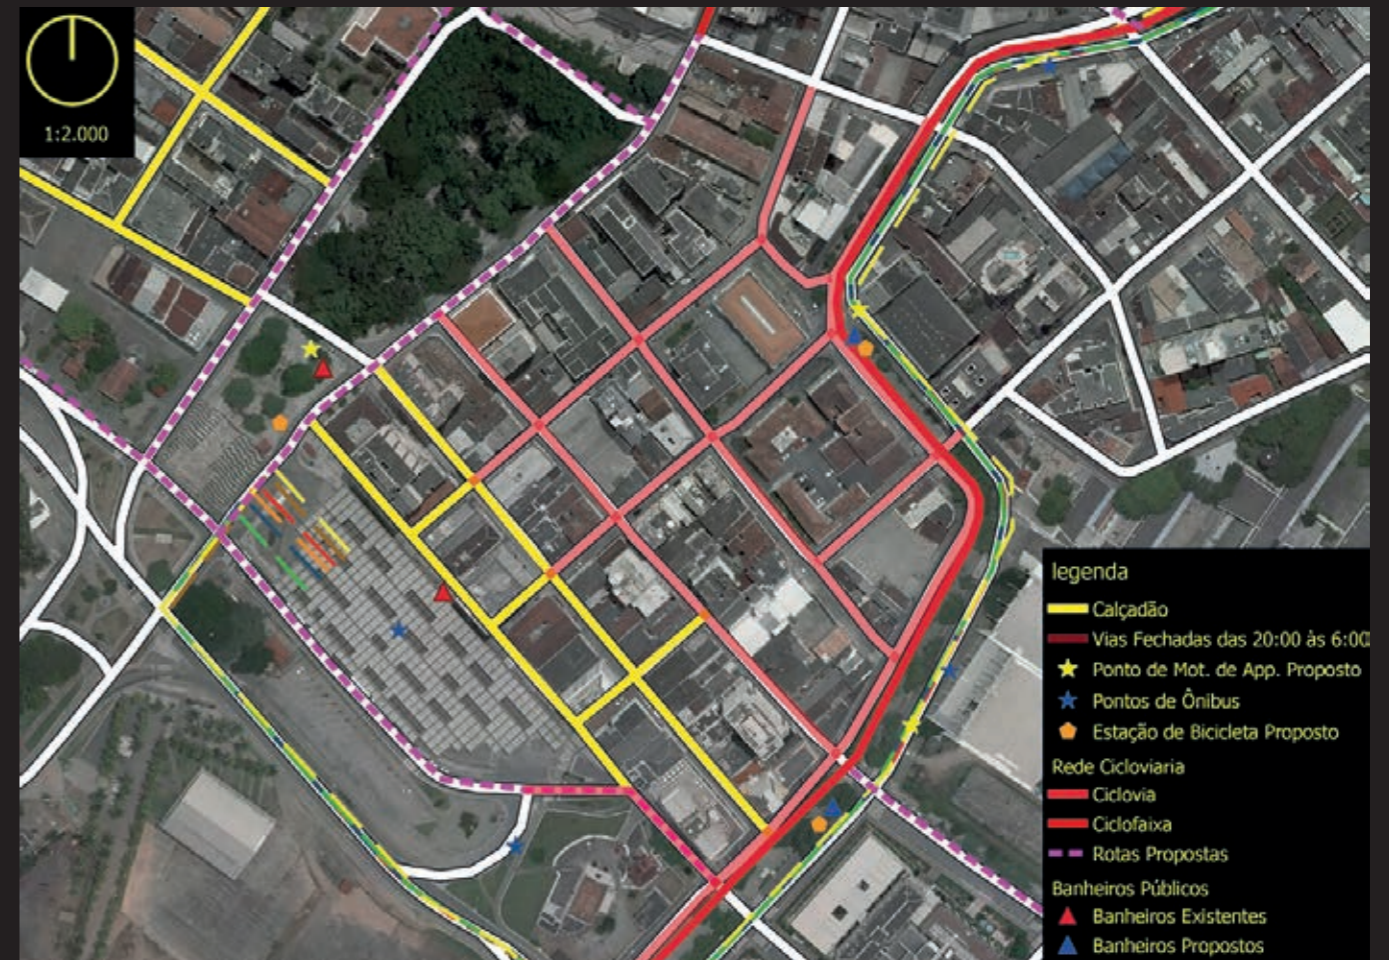 1:2.000
legenda
Calçadão
Vias Fechadas das 20:00 às 6:00
Ponto de Mot. de App. Proposto
Pontos de Ônibus
Estação de Bicicleta Proposto
Rede Cicloviaria
Ciclovia
Ciclofaixa
Rotas Propostas
Banheiros Públicos
Banheiros Existentes
Banheiros Propostos